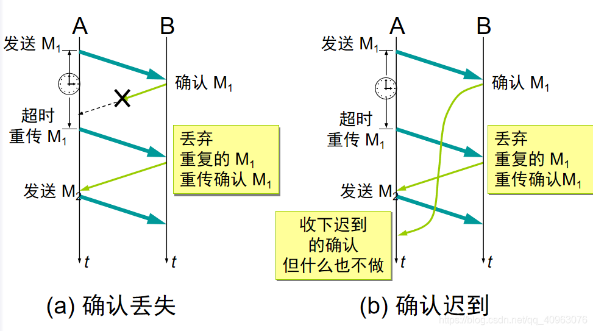 A
B
发送 M1
确认 M1
超时
重传 M1
丢弃
重复的 M1
重传确认 M1
发送 M2
t
t
(a) 确认丢失
A
B
发送 M1
确认 M1
超时
重传 M1
丢弃
重复的 M1
重传确认M1
发送 M2
收下迟到
的确认
但什么也不做
t
t
(b) 确认迟到